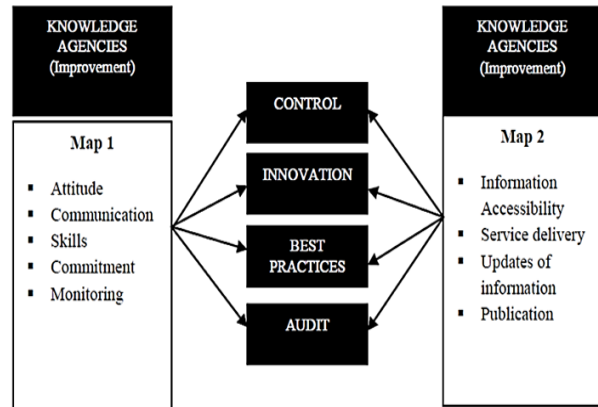 KNOWLEDGE
AGENCIES
(Improvement)
Map 1
▪ Attitude
▪ Communication
▪ Skills
▪ Commitment
▪ Monitoring
CONTROL
INNOVATION
BEST
PRACTICES
AUDIT
KNOWLEDGE
AGENCIES
(Improvement)
Map 2
▪ Information
Accessibility
▪ Service delivery
▪ Updates of
information
▪ Publication